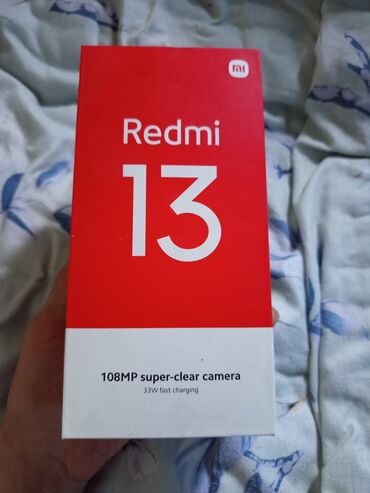 mi
Redmi
13
108MP super-clear camera
33W fast charging